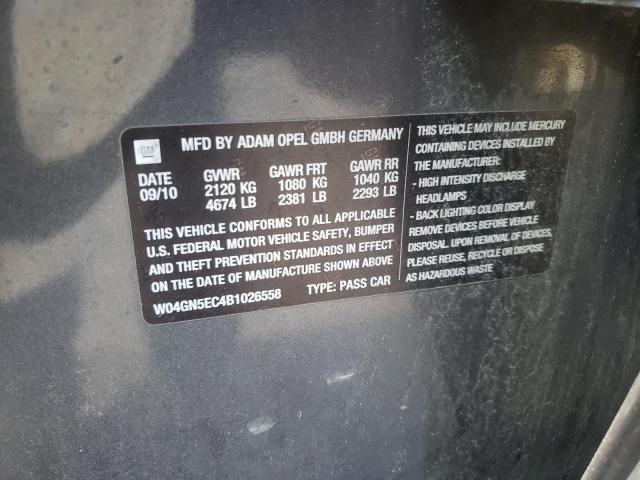 GM
MFD BY ADAM OPEL GMBH GERMANY
DATE GVWR GAWR FRT GAWR RR
09/10 2120 KG 1080 KG 1040 KG
4674 LB 2381 LB 2293 LB
THIS VEHICLE CONFORMS TO ALL APPLICABLE
U.S. FEDERAL MOTOR VEHICLE SAFETY, BUMPER
AND THEFT PREVENTION STANDARDS IN EFFECT
ON THE DATE OF MANUFACTURE SHOWN ABOVE
W04GN5EC4B1026558 TYPE: PASS CAR
THIS VEHICLE MAY INCLUDE MERCURY
CONTAINING DEVICES INSTALLED BY
THE MANUFACTURER:
- HIGH INTENSITY DISCHARGE
HEADLAMPS
- BACK LIGHTING COLOR DISPLAY
REMOVE DEVICES BEFORE VEHICLE
DISPOSAL. UPON REMOVAL OF DEVICES,
PLEASE REUSE, RECYCLE OR DISPOSE
AS HAZARDOUS WASTE